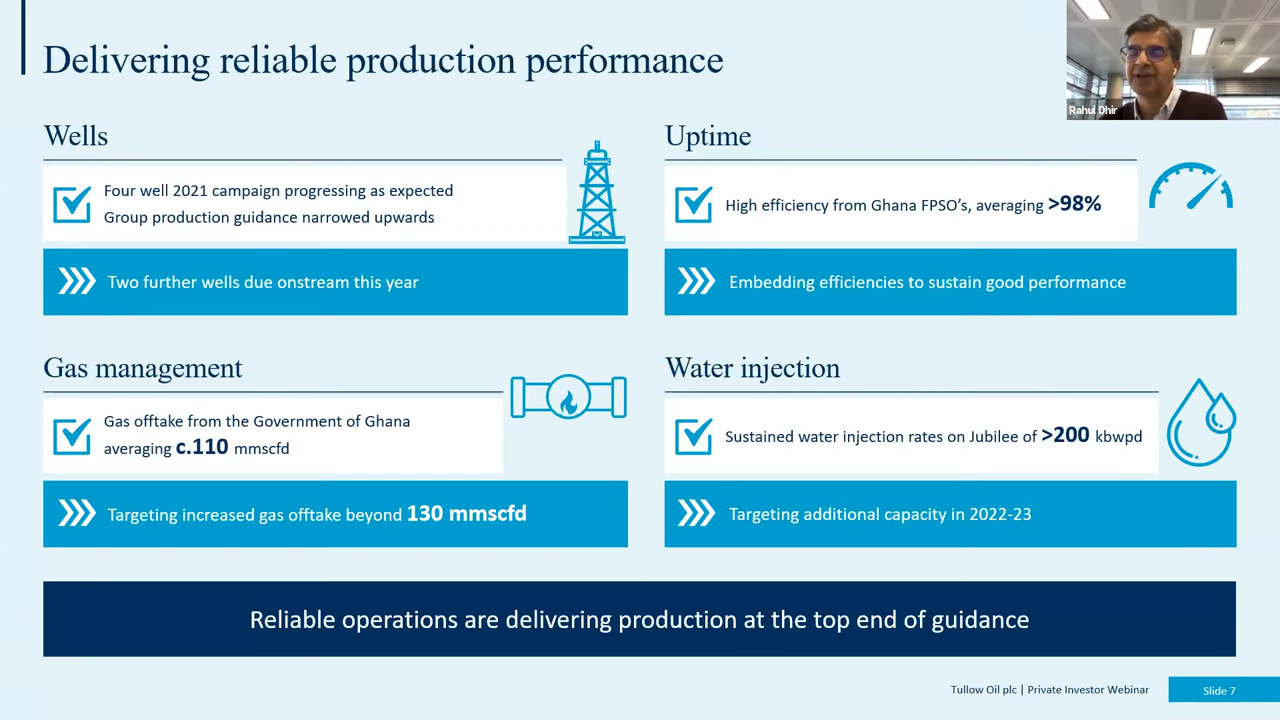 Delivering reliable production performance
Rahul Dhir
Wells
Four well 2021 campaign progressing as expected
Group production guidance narrowed upwards
Two further wells due onstream this year
Uptime
High efficiency from Ghana FPSO's, averaging >98%
Embedding efficiencies to sustain good performance
Gas management
Gas offtake from the Government of Ghana
averaging c.110 mmscfd
Targeting increased gas offtake beyond 130 mmscfd
Water injection
Sustained water injection rates on Jubilee of >200 kbwpd
Targeting additional capacity in 2022-23
Reliable operations are delivering production at the top end of guidance
Tullow Oil plc | Private Investor Webinar
Slide 7